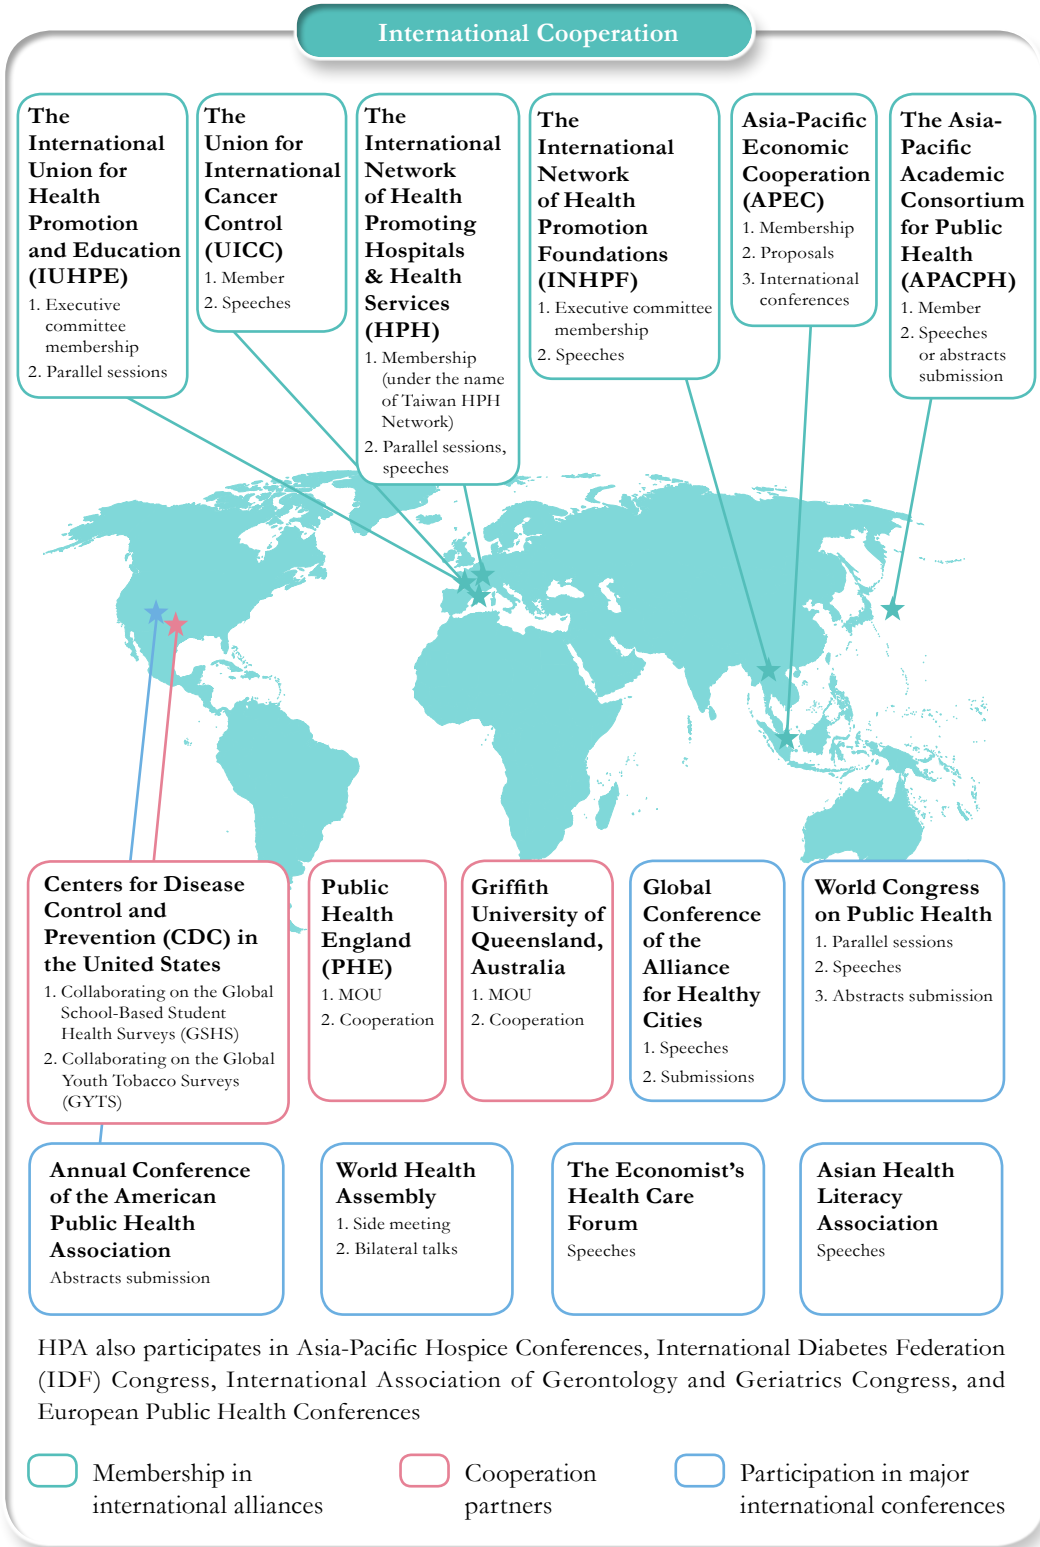 International Cooperation
The
International
Union for
Health
Promotion
and Education
(IUHPE)
1. Executive
committee
membership
2. Parallel sessions
The
Union for
International
Cancer
Control
(UICC)
1. Member
2. Speeches
The
International
Network
of Health
Promoting
Hospitals
& Health
Services
(HPH)
1. Membership
(under the name
of Taiwan HPH
Network)
2. Parallel sessions,
speeches
The
International
Network
of Health
Promotion
Foundations
(INHPF)
1. Executive committee
membership
2. Speeches
Asia-Pacific
Economic
Cooperation
(APEC)
1. Membership
2. Proposals
3. International
conferences
The Asia-
Pacific
Academic
Consortium
for Public
Health
(APACPH)
1. Member
2. Speeches
or abstracts
submission
Centers for Disease
Control and
Prevention (CDC) in
the United States
1. Collaborating on the Global
School-Based Student
Health Surveys (GSHS)
2. Collaborating on the Global
Youth Tobacco Surveys
(GYTS)
Public
Health
England
(PHE)
1. MOU
2. Cooperation
Griffith
University of
Queensland,
Australia
1. MOU
2. Cooperation
Global
Conference
of the
Alliance
for Healthy
Cities
1. Speeches
2. Submissions
World Congress
on Public Health
1. Parallel sessions
2. Speeches
3. Abstracts submission
Annual Conference
of the American
Public Health
Association
Abstracts submission
World Health
Assembly
1. Side meeting
2. Bilateral talks
The Economist’s
Health Care
Forum
Speeches
Asian Health
Literacy
Association
Speeches
HPA also participates in Asia-Pacific Hospice Conferences, International Diabetes Federation
(IDF) Congress, International Association of Gerontology and Geriatrics Congress, and
European Public Health Conferences
Membership in
international alliances
Cooperation
partners
Participation in major
international conferences